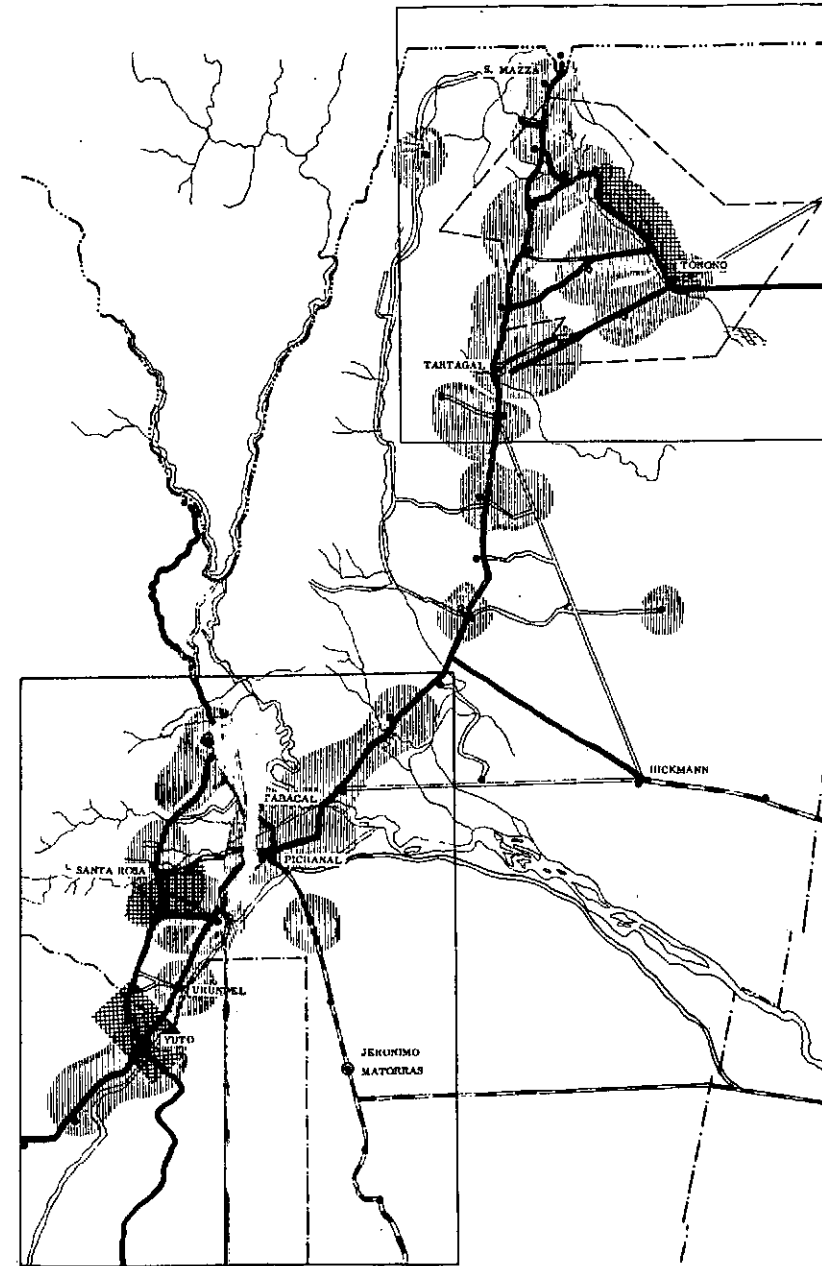 S. MAZZA
TONONO
TARTAGAL
HICKMANN
TABACAL
PICHANAL
SANTA ROSA
URUNDEL
YUTO
JERONIMO
MATORRAS